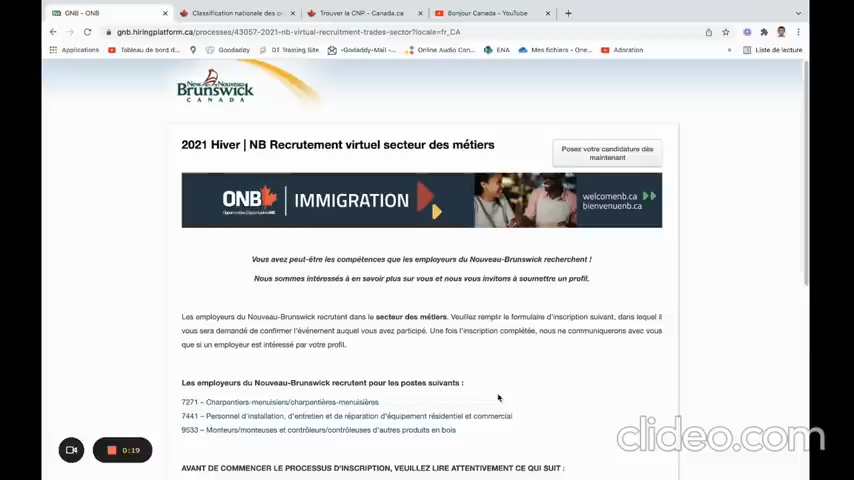 GNB - ONB
Classification nationale des pr
Trouver la CNP - Canada.ca
Bonjour Canada - YouTube
gnb.hiringplatform.ca/processes/43057-2021-nb-virtual-recruitment-trades-sector?locale=fr_CA
Applications
Tableau de bord d...
Goodaddy
DT Training Site
-Godaddy-Mail -...
Online Audio Con...
ENA
Mes fichiers - One...
Adoration
»
Liste de lecture
New Nouveau
Brunswick
CANADA
2021 Hiver | NB Recrutement virtuel secteur des métiers
Posez votre candidature dès
maintenant
ONB
IMMIGRATION
welcomenb.ca
bienvenuenb.ca
Vous avez peut-être les compétences que les employeurs du Nouveau-Brunswick recherchent !
Nous sommes intéressés à en savoir plus sur vous et nous vous invitons à soumettre un profil.
Les employeurs du Nouveau-Brunswick recrutent dans le secteur des métiers. Veuillez remplir le formulaire d'inscription suivant, dans lequel il
vous sera demandé de confirmer l'événement auquel vous avez participé. Une fois l'inscription complétée, nous ne communiquerons avec vous
que si un employeur est intéressé par votre profil.
Les employeurs du Nouveau-Brunswick recrutent pour les postes suivants :
7271 – Charpentiers-menuisiers/charpentières-menuisières
7441 – Personnel d'installation, d'entretien et de réparation d'équipement résidentiel et commercial
9533 – Monteurs/monteuses et contrôleurs/contrôleuses d'autres produits en bois
0:19
clideo.com
AVANT DE COMMENCER LE PROCESSUS D'INSCRIPTION, VEUILLEZ LIRE ATTENTIVEMENT CE QUI SUIT :